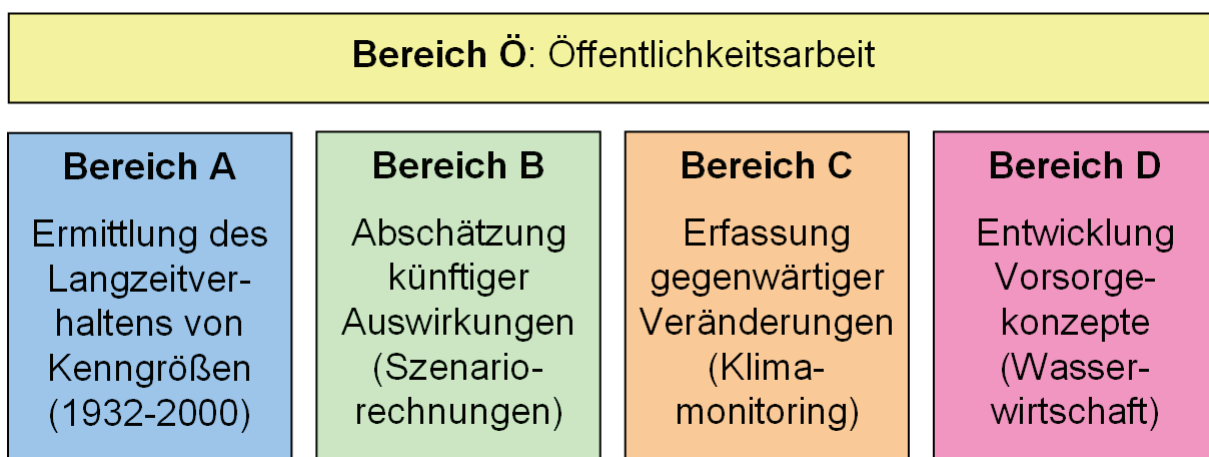 Bereich Ö: Öffentlichkeitsarbeit
Bereich A
Ermittlung des
Langzeitver-
haltens von
Kenngrößen
(1932-2000)
Bereich B
Abschätzung
künftiger
Auswirkungen
(Szenario-
rechnungen)
Bereich C
Erfassung
gegenwärtiger
Veränderungen
(Klima-
monitoring)
Bereich D
Entwicklung
Vorsorge-
konzepte
(Wasser-
wirtschaft)